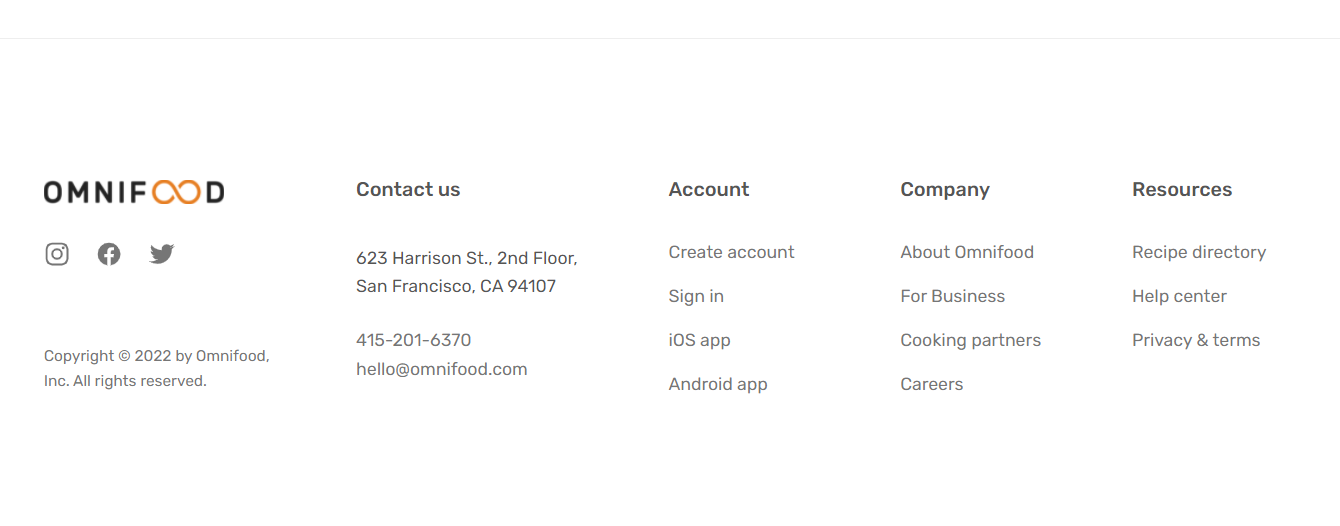 OMNIFOOD
Copyright © 2022 by Omnifood,
Inc. All rights reserved.
Contact us
623 Harrison St., 2nd Floor,
San Francisco, CA 94107
415-201-6370
hello@omnifood.com
Account
Create account
Sign in
iOS app
Android app
Company
About Omnifood
For Business
Cooking partners
Careers
Resources
Recipe directory
Help center
Privacy & terms